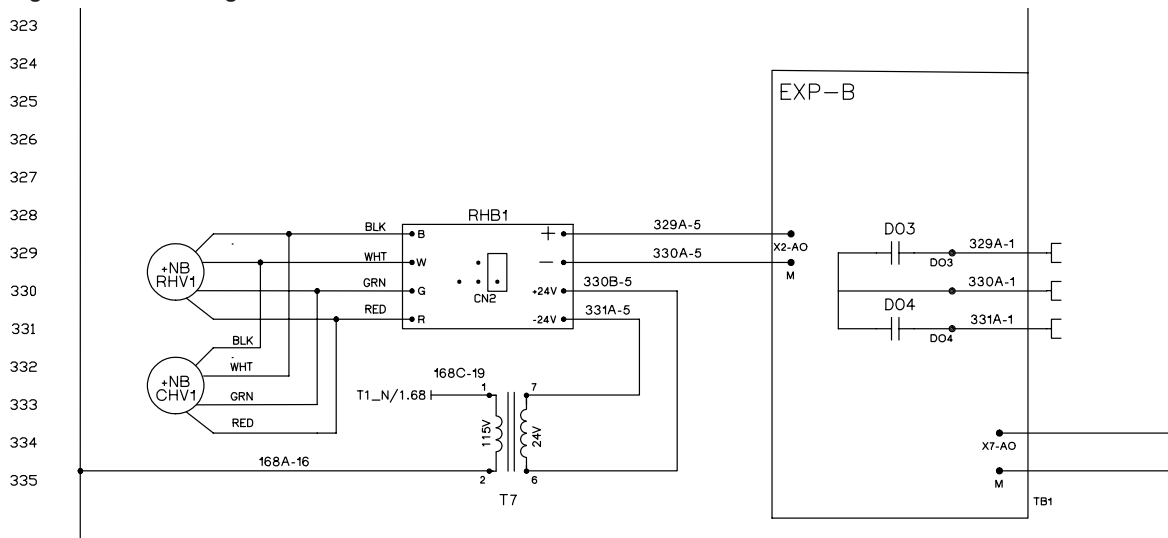 323
324
325
326
327
328
329
330
331
332
333
334
335
EXP-B
RHB1
BLK
B
+
329A-5
X2-AO
WHT
W
−
330A-5
M
+NB
RHV1
GRN
G
CN2
+24V
330B-5
RED
R
-24V
331A-5
DO3
329A-1
DO3
330A-1
DO4
331A-1
DO4
BLK
WHT
+NB
CHV1
GRN
RED
168C-19
T1_N/1.68
1
7
115V
24V
168A-16
2
6
T7
X7-AO
M
TB1